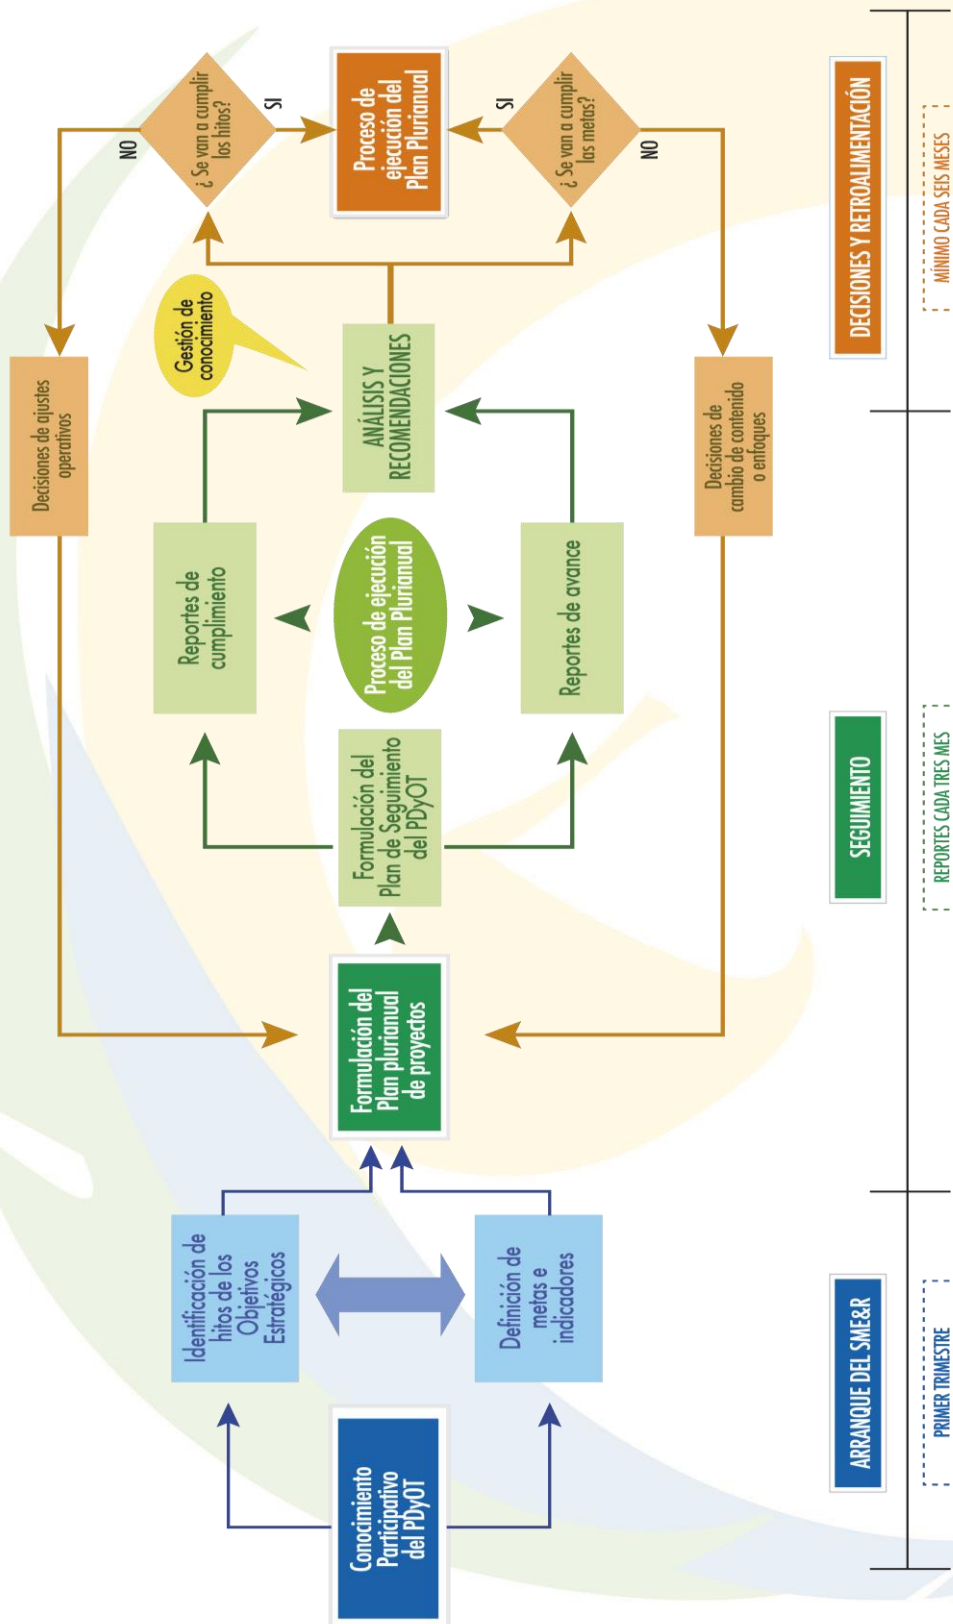 Conocimiento
Participativo
del PDyOT
Identificación de
hitos de los
Objetivos
Estratégicos
Definición de
metas e
indicadores
Formulación del
Plan plurianual
de proyectos
Formulación del
Plan de Seguimiento
del PDyOT
Reportes de
cumplimiento
Proceso de ejecución
del Plan Plurianual
Reportes de avance
Gestión de
conocimiento
ANÁLISIS Y
RECOMENDACIONES
Decisiones de ajustes
operativos
Decisiones de
cambio de contenido
o enfoques
NO
¿ Se van a cumplir
los hitos?
SI
Proceso de
ejecución del
Plan Plurianual
SI
¿ Se van a cumplir
las metas?
NO
ARRANQUE DEL SME&R
SEGUIMIENTO
DECISIONES Y RETROALIMENTACIÓN
PRIMER TRIMESTRE
REPORTES CADA TRES MES
MÍNIMO CADA SEIS MESES